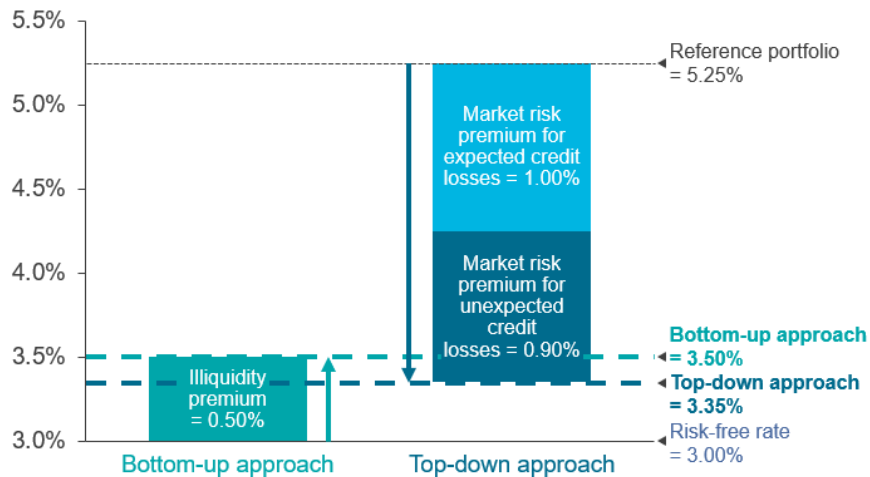 5.5%
5.0%
4.5%
4.0%
3.5%
3.0%
Market risk
premium for
expected credit
losses = 1.00%
Market risk
premium for
unexpected
credit
losses = 0.90%
Illiquidity
premium
= 0.50%
Reference portfolio
= 5.25%
Bottom-up approach
= 3.50%
Top-down approach
= 3.35%
Risk-free rate
= 3.00%
Bottom-up approach
Top-down approach